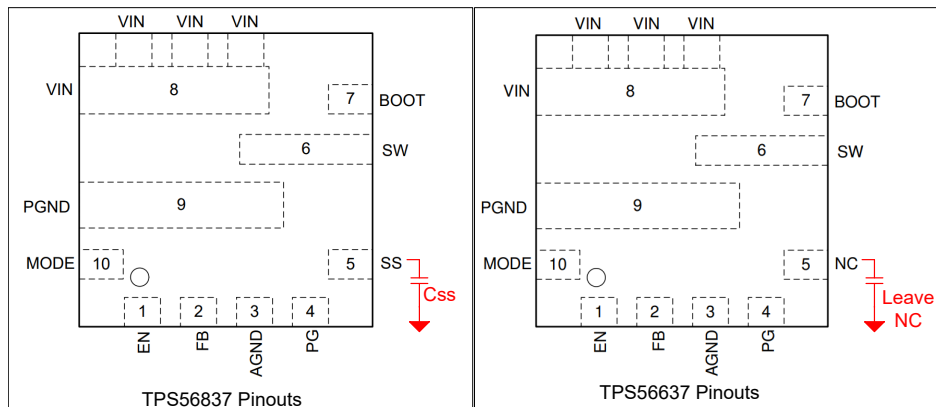 VIN VIN VIN
VIN
8
7
BOOT
6
SW
PGND
9
MODE
10
5
SS
Css
1
2
3
4
EN
FB
AGND
PG
TPS56837 Pinouts
VIN VIN VIN
VIN
8
7
BOOT
6
SW
PGND
9
MODE
10
5
NC
Leave
NC
1
2
3
4
EN
FB
AGND
PG
TPS56637 Pinouts